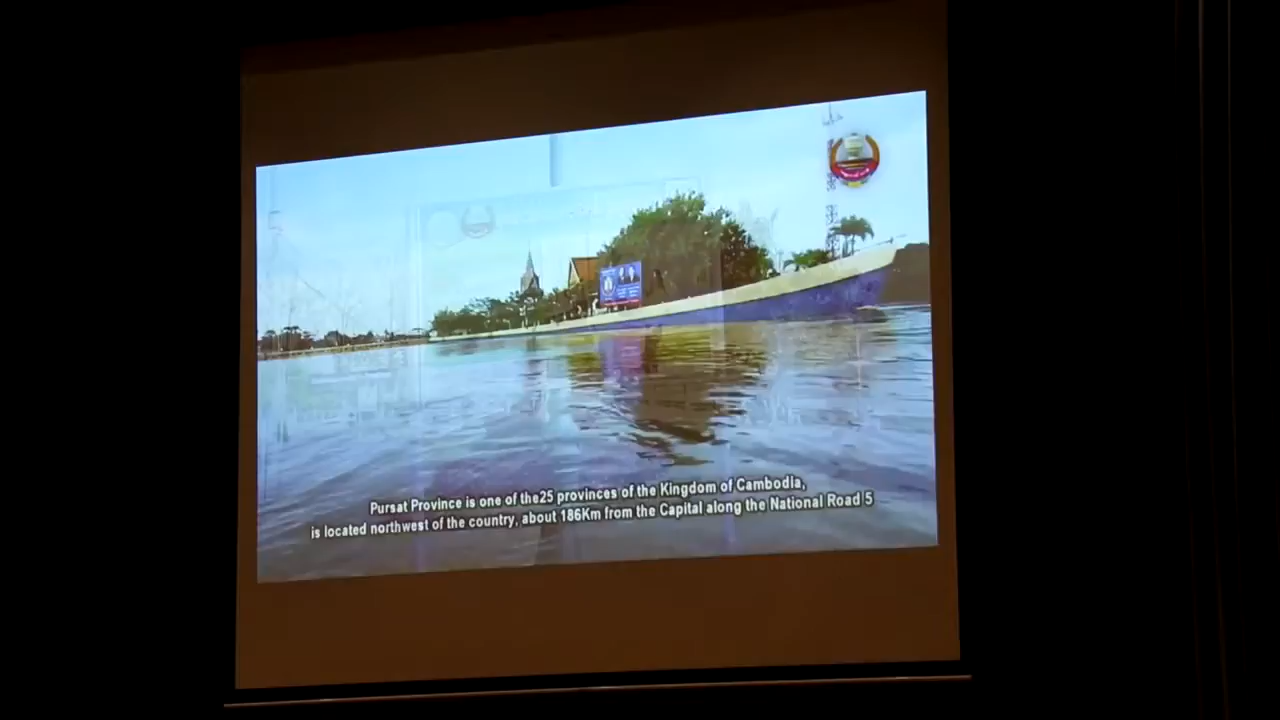 Pursat Province is one of the25 provinces of the Kingdom of Cambodia,
is located northwest of the country, about 186Km from the Capital along the National Road 5